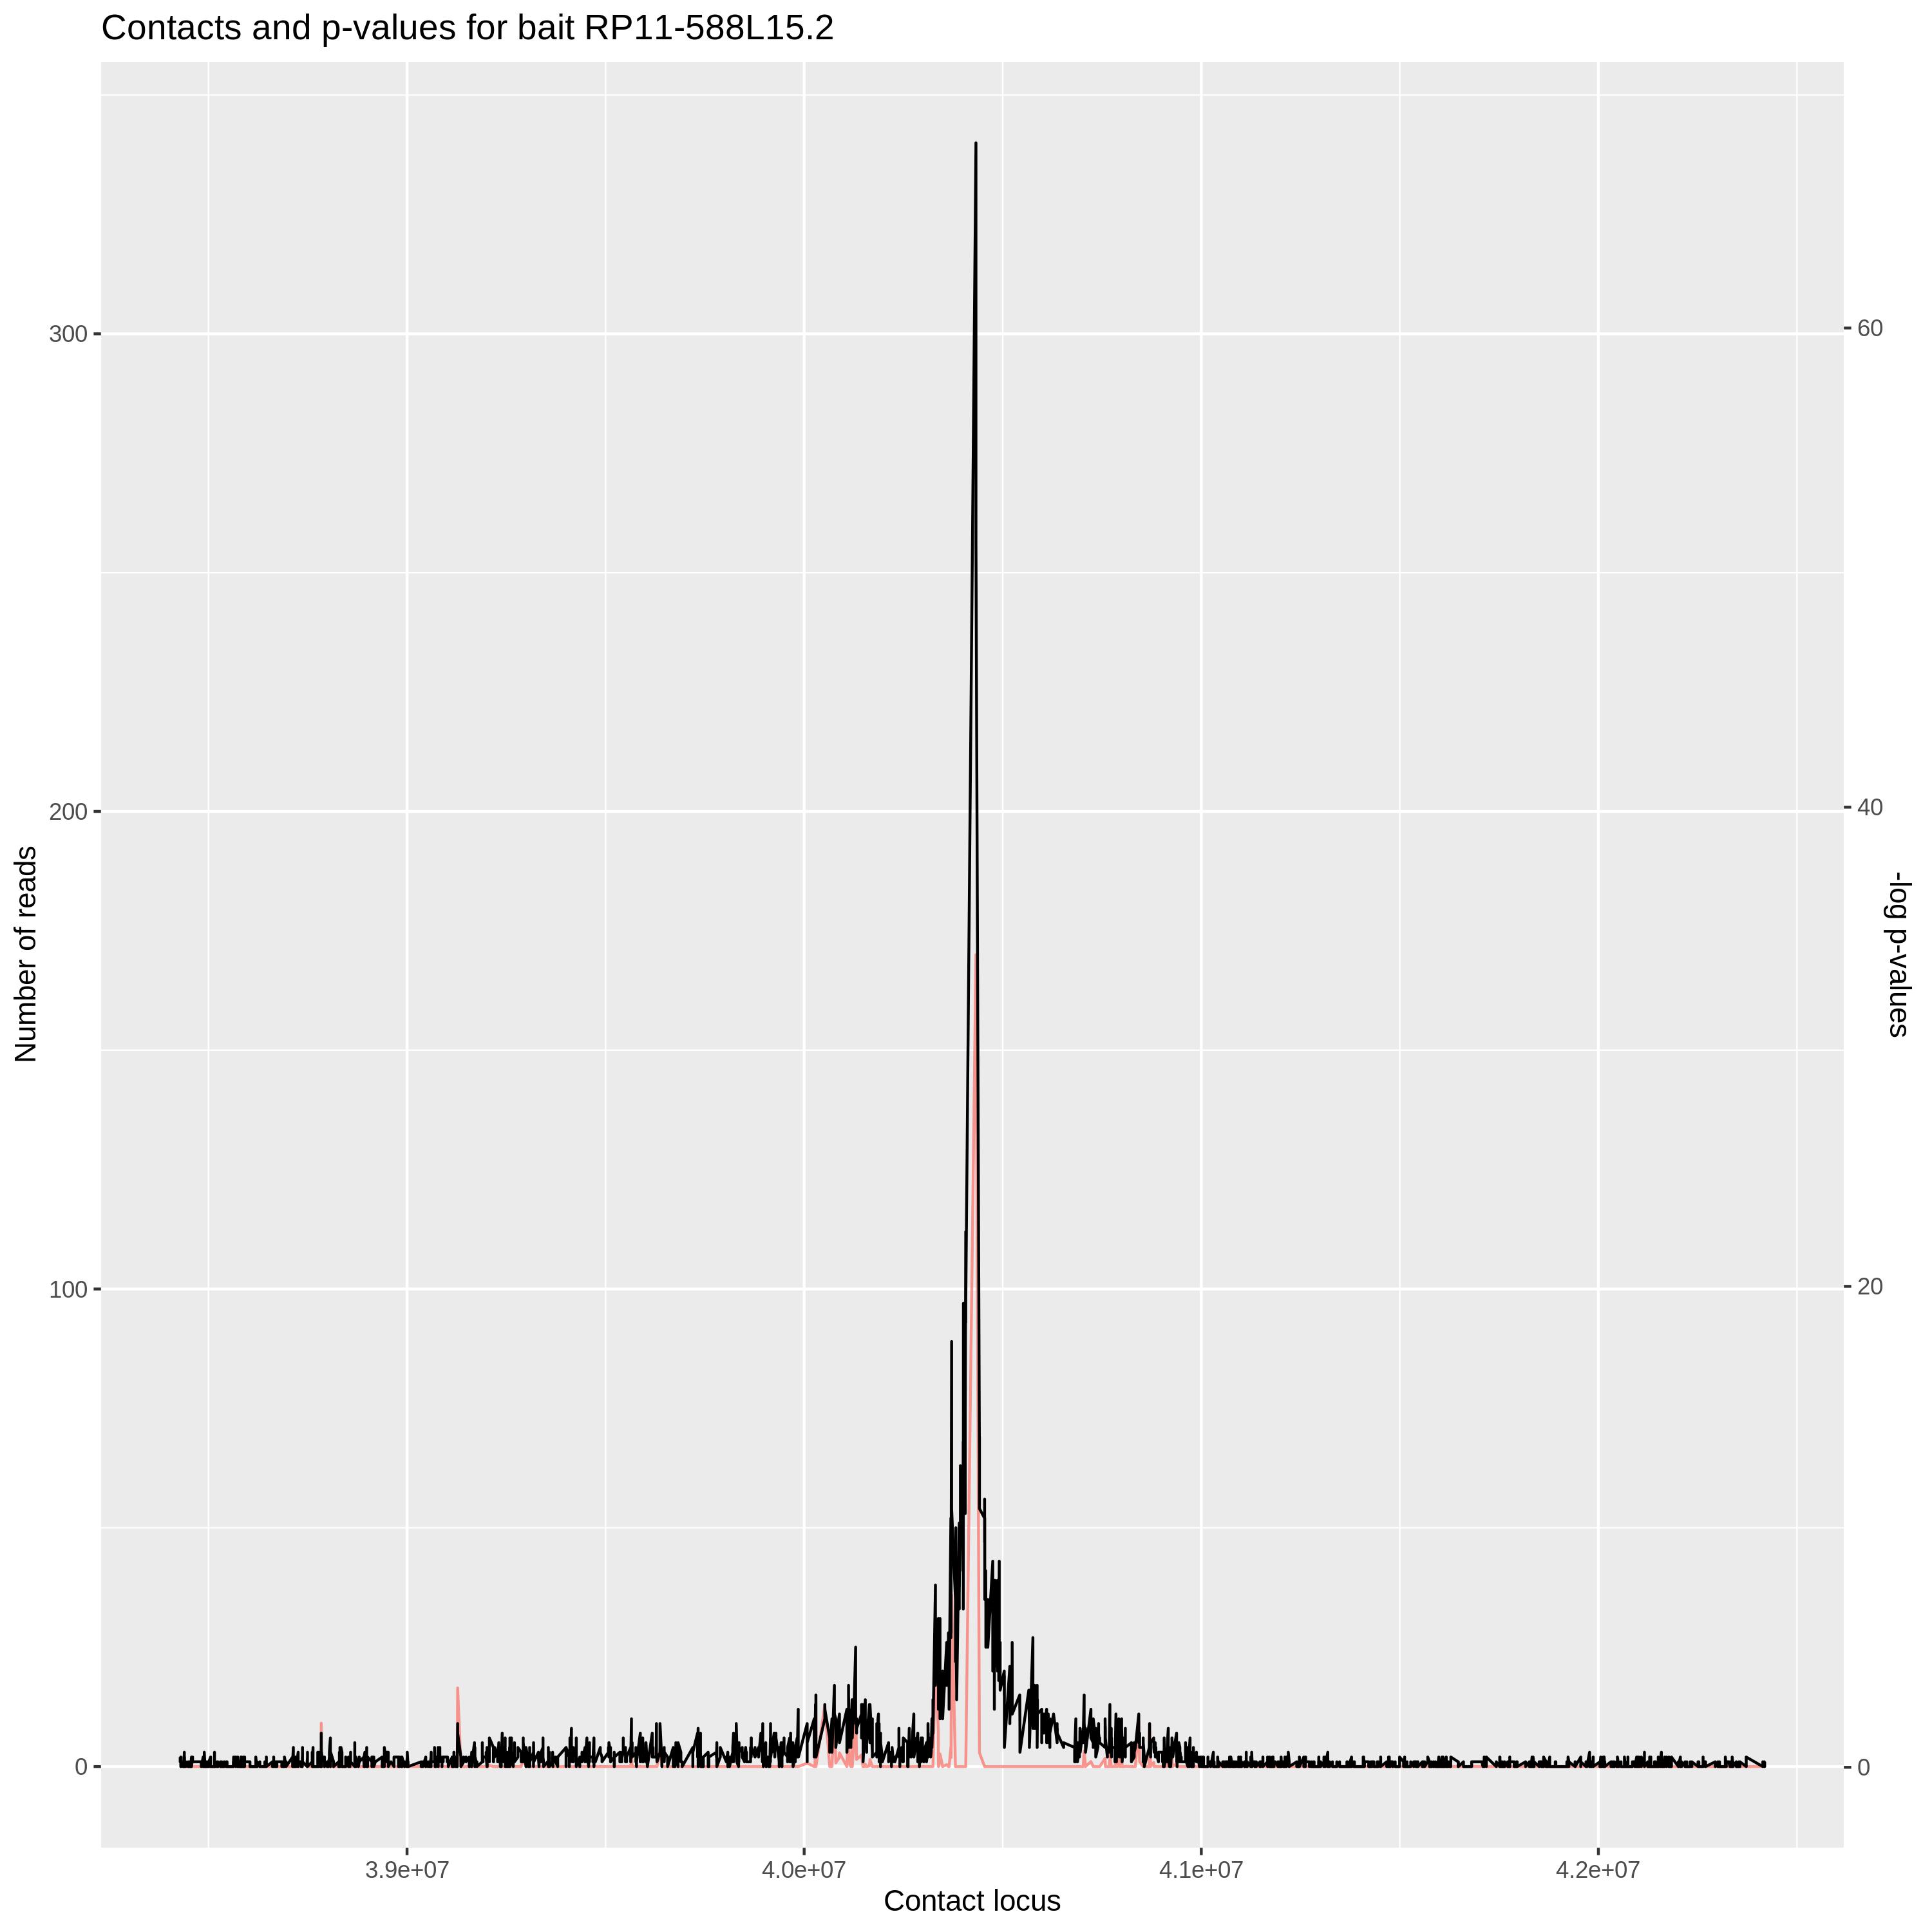 Contacts and p-values for bait RP11-588L15.2
Number of reads
300
200
100
0
60
40
20
0
-log p-values
3.9e+07 4.0e+07 4.1e+07 4.2e+07
Contact locus